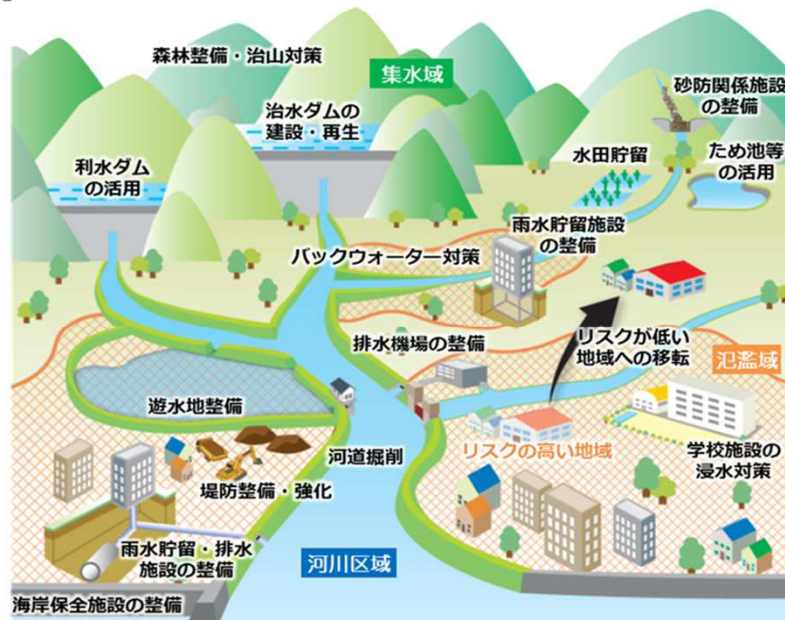 森林整備・治山対策
集水域
砂防関係施設
の整備
治水ダムの
建設・再生
利水ダム
の活用
水田貯留
ため池等
の活用
雨水貯留施設
の整備
バックウォーター対策
排水機場の整備
リスクが低い
地域への移転
氾濫域
遊水地整備
リスクの高い地域
学校施設の
浸水対策
河道掘削
堤防整備・強化
雨水貯留・排水
施設の整備
河川区域
海岸保全施設の整備